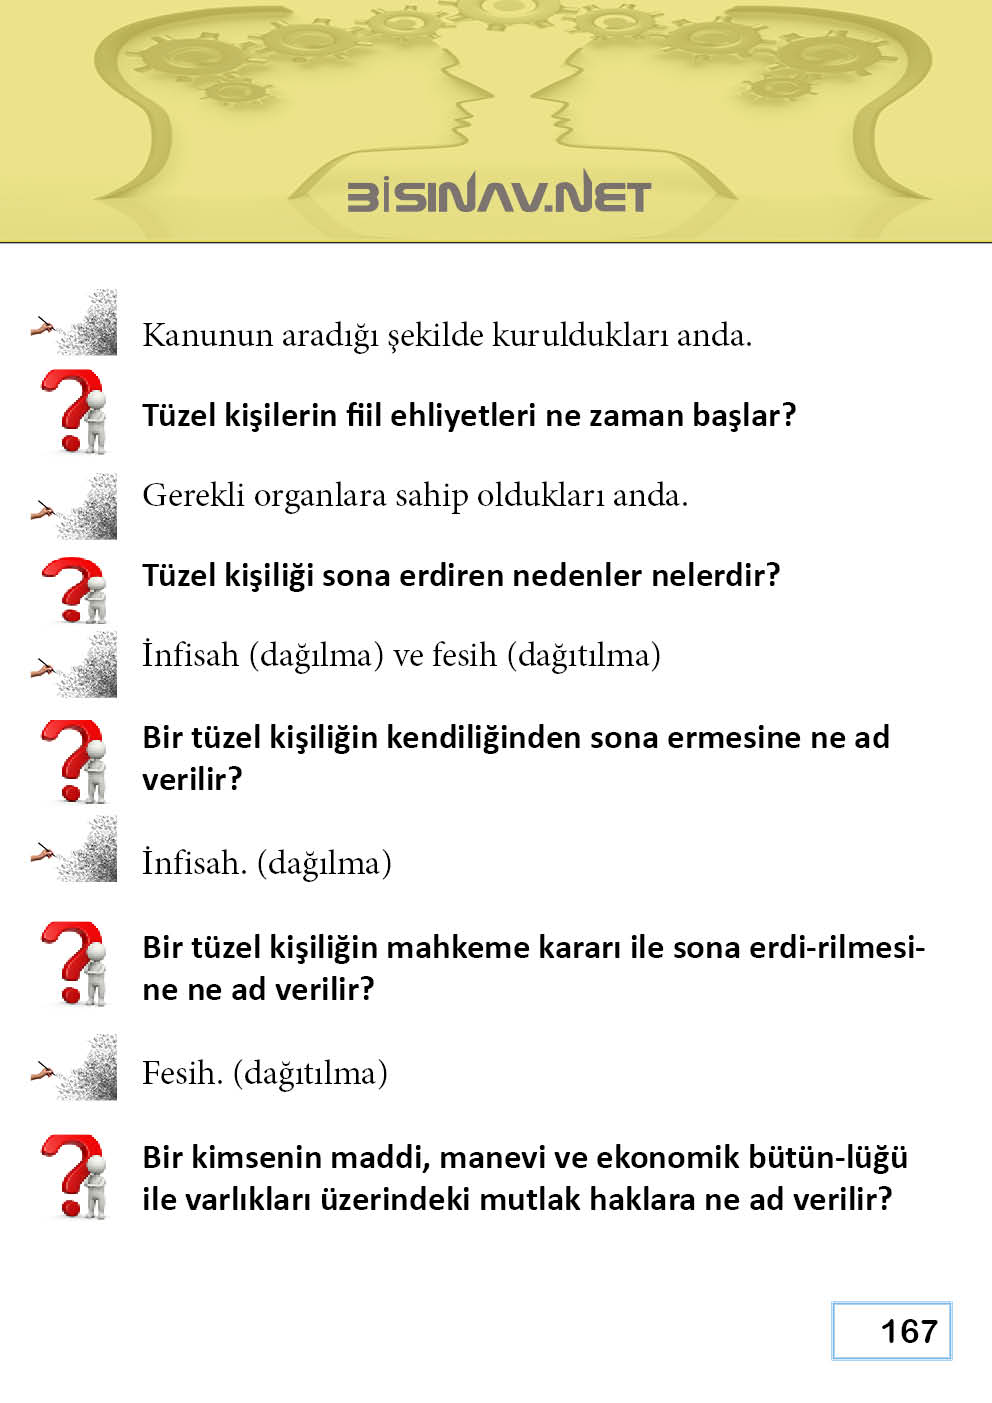 BİSINAV.NET
Kanunun aradığı şekilde kuruldukları anda.
Tüzel kişilerin fiil ehliyetleri ne zaman başlar?
Gerekli organlara sahip oldukları anda.
Tüzel kişiliği sona erdiren nedenler nelerdir?
İnfisah (dağılma) ve fesih (dağıtılma)
Bir tüzel kişiliğin kendiliğinden sona ermesine ne ad
verilir?
İnfisah. (dağılma)
Bir tüzel kişiliğin mahkeme kararı ile sona erdi-rilmesi-
ne ne ad verilir?
Fesih. (dağıtılma)
Bir kimsenin maddi, manevi ve ekonomik bütün-lüğü
ile varlıkları üzerindeki mutlak haklara ne ad verilir?
167